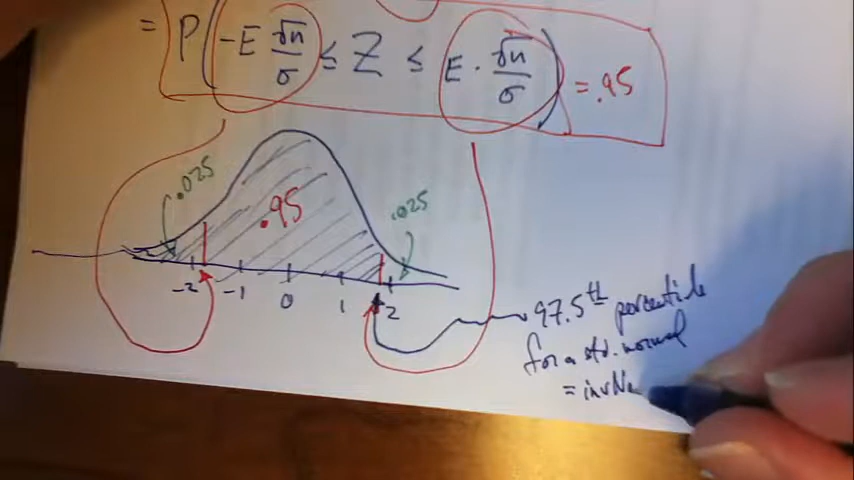 = P(-E √n/σ ≤ Z ≤ E · √n/σ) = .95
.025
.95
.025
-2 -1 0 1 2
97.5th percentile
for a std. normal
= invNo